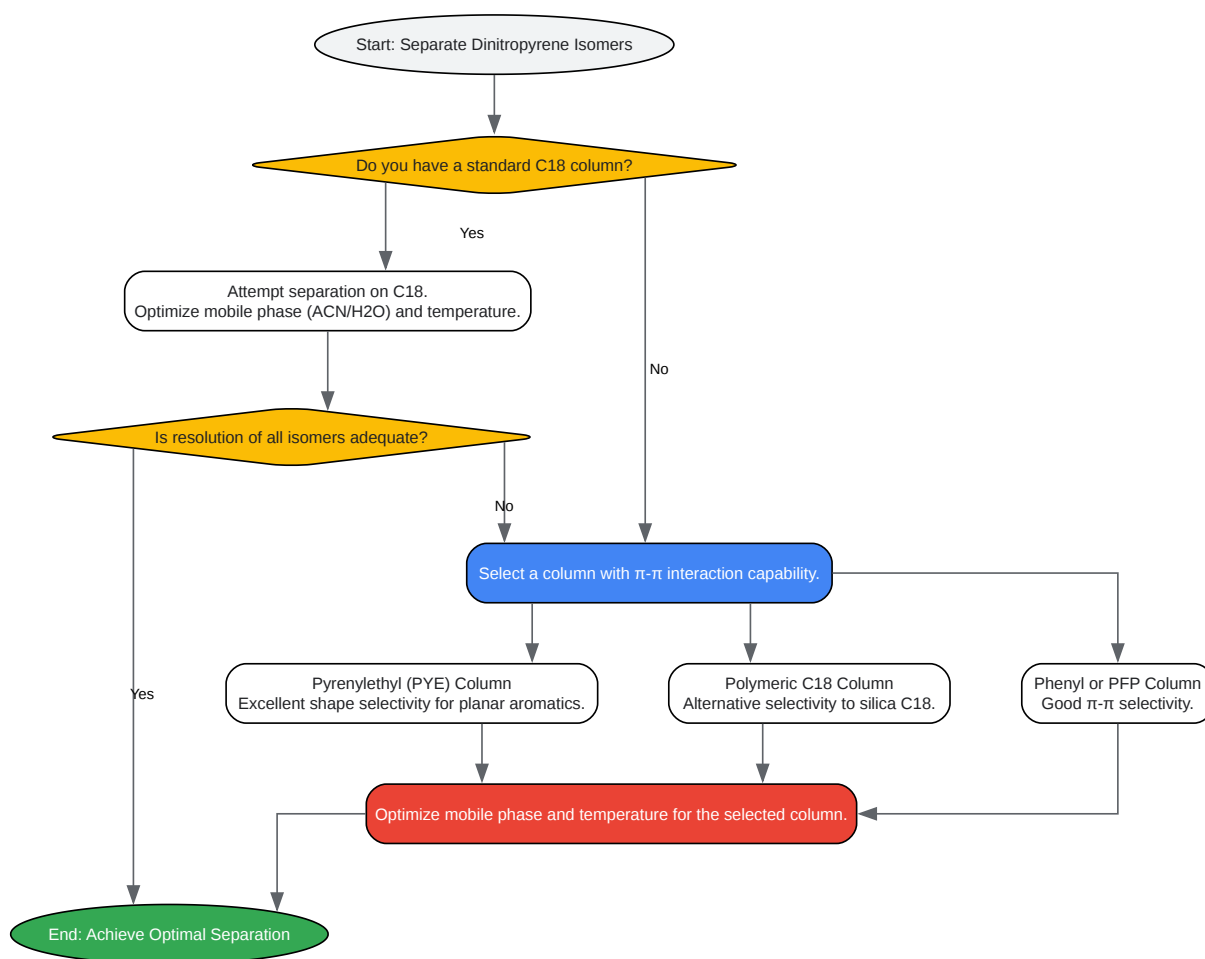 Start: Separate Dinitropyrene Isomers
Do you have a standard C18 column?
Yes
Attempt separation on C18.
Optimize mobile phase (ACN/H2O) and temperature.
No
Is resolution of all isomers adequate?
No
Select a column with π-π interaction capability.
Pyrenylethyl (PYE) Column
Excellent shape selectivity for planar aromatics.
Polymeric C18 Column
Alternative selectivity to silica C18.
Phenyl or PFP Column
Good π-π selectivity.
Yes
Optimize mobile phase and temperature for the selected column.
End: Achieve Optimal Separation